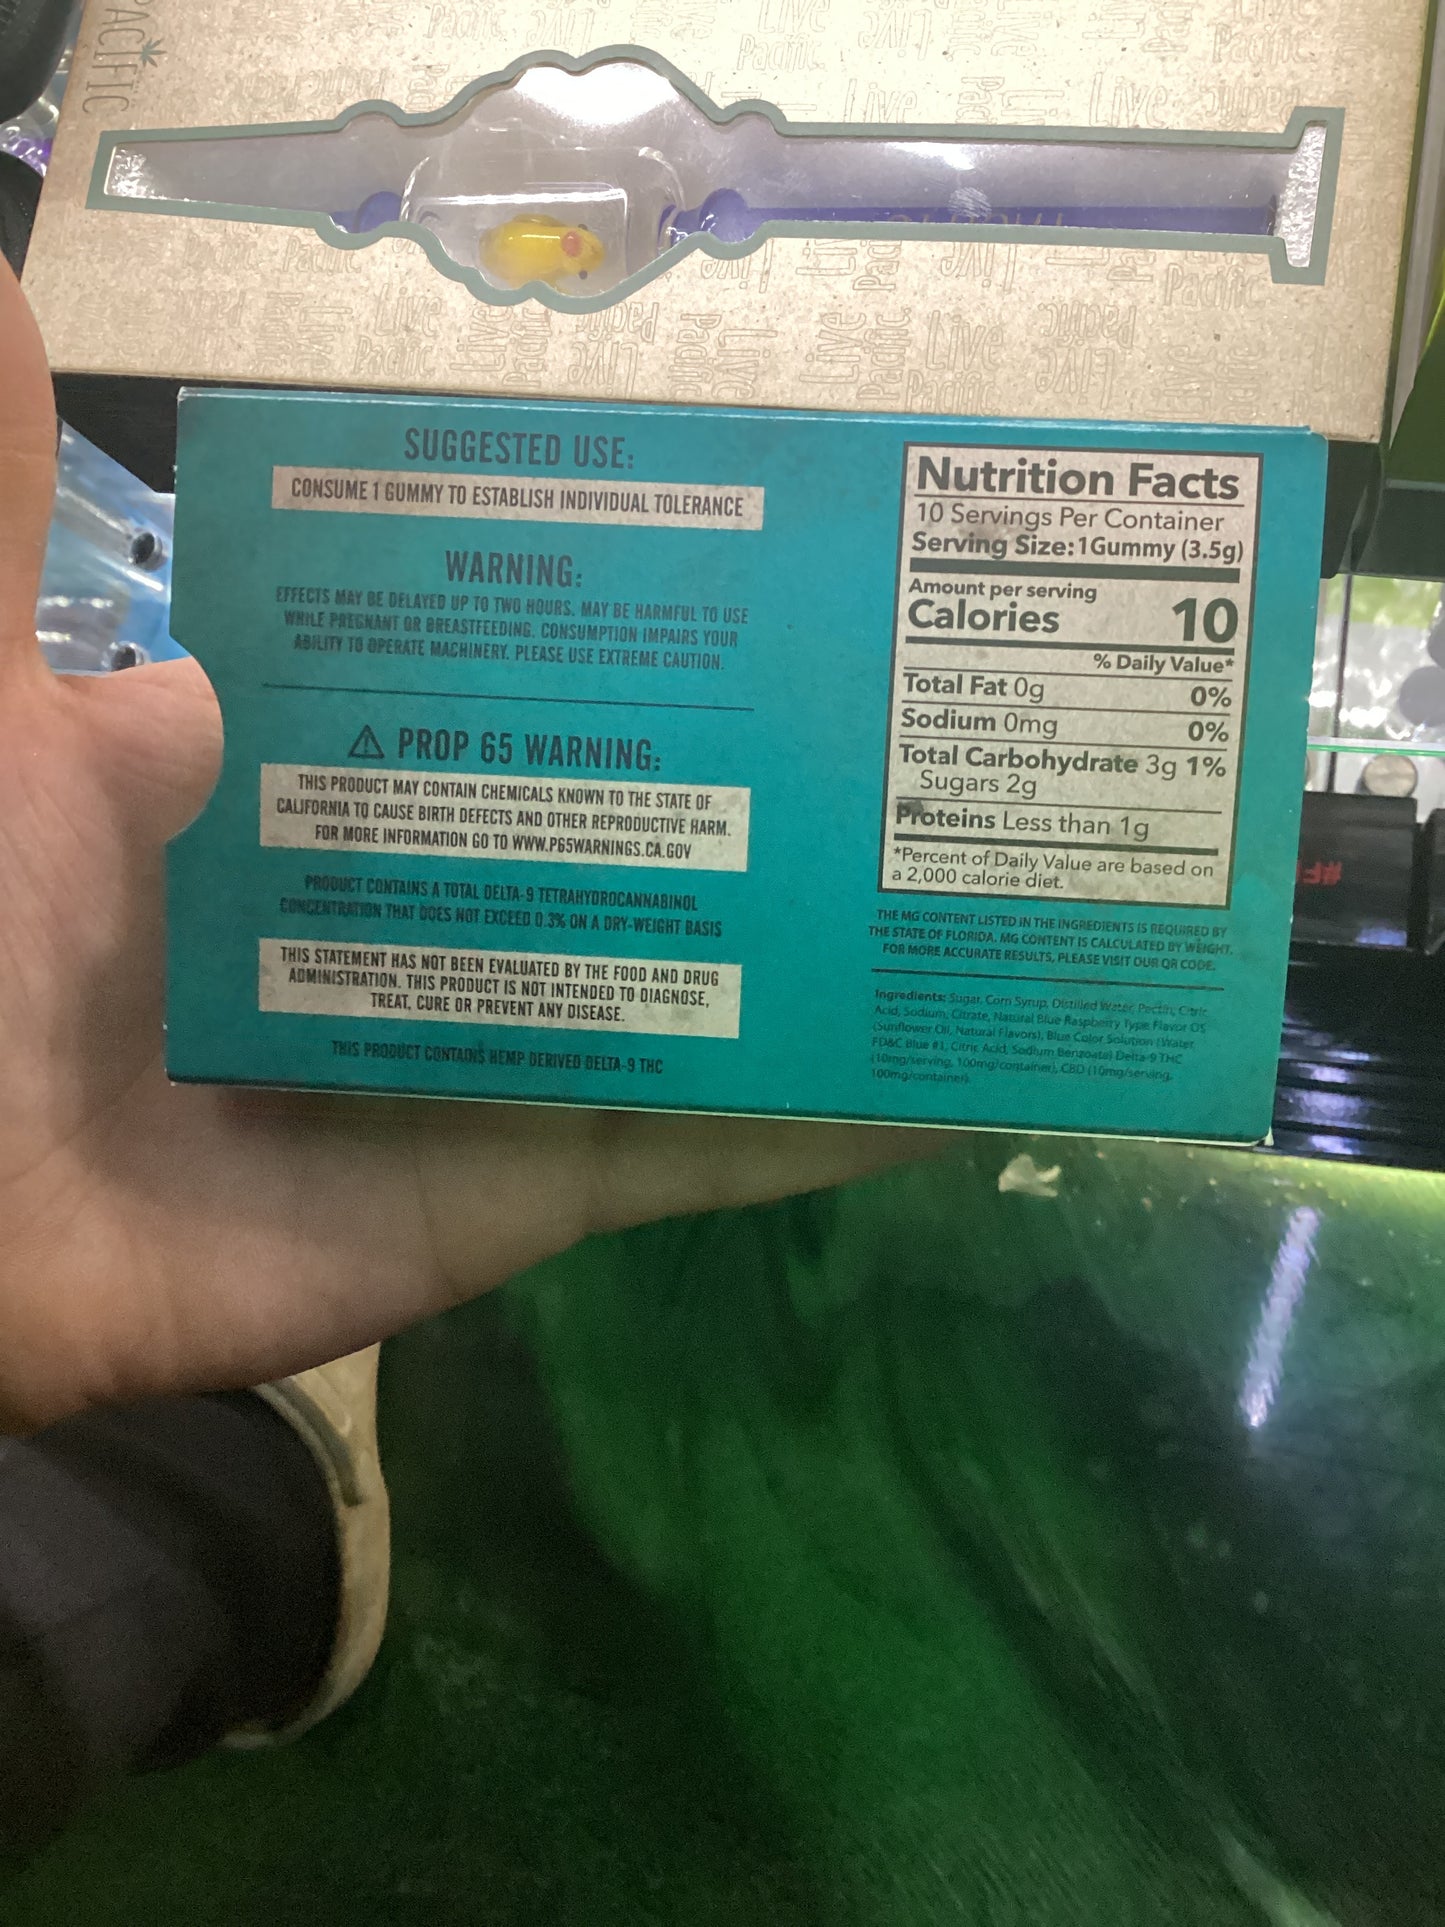 PACIFIC
Live
Pacific
SUGGESTED USE:
CONSUME 1 GUMMY TO ESTABLISH INDIVIDUAL TOLERANCE
WARNING:
EFFECTS MAY BE DELAYED UP TO TWO HOURS. MAY BE HARMFUL TO USE
WHILE PREGNANT OR BREASTFEEDING. CONSUMPTION IMPAIRS YOUR
ABILITY TO OPERATE MACHINERY. PLEASE USE EXTREME CAUTION.
PROP 65 WARNING:
THIS PRODUCT MAY CONTAIN CHEMICALS KNOWN TO THE STATE OF
CALIFORNIA TO CAUSE BIRTH DEFECTS AND OTHER REPRODUCTIVE HARM.
FOR MORE INFORMATION GO TO WWW.P65WARNINGS.CA.GOV
PRODUCT CONTAINS A TOTAL DELTA-9 TETRAHYDROCANNABINOL
CONCENTRATION THAT DOES NOT EXCEED 0.3% ON A DRY-WEIGHT BASIS
THIS STATEMENT HAS NOT BEEN EVALUATED BY THE FOOD AND DRUG
ADMINISTRATION. THIS PRODUCT IS NOT INTENDED TO DIAGNOSE,
TREAT, CURE OR PREVENT ANY DISEASE.
THIS PRODUCT CONTAINS HEMP DERIVED DELTA-9 THC
Nutrition Facts
10 Servings Per Container
Serving Size: 1Gummy (3.5g)
Amount per serving
Calories 10
% Daily Value*
Total Fat 0g 0%
Sodium 0mg 0%
Total Carbohydrate 3g 1%
Sugars 2g
Proteins Less than 1g
*Percent of Daily Value are based on
a 2,000 calorie diet.
THE MG CONTENT LISTED IN THE INGREDIENTS IS REQUIRED BY
THE STATE OF FLORIDA. MG CONTENT IS CALCULATED BY WEIGHT.
FOR MORE ACCURATE RESULTS, PLEASE VISIT OUR QR CODE.
Ingredients: Sugar, Corn Syrup, Distilled Water, Pectin, Citric
Acid, Sodium, Citrate, Natural Blue Raspberry Type Flavor OS
(Sunflower Oil, Natural Flavors), Blue Color Solution (Water,
FD&C Blue #1, Citric Acid, Sodium Benzoate) Delta-9 THC
(10mg/serving, 100mg/container), CBD (10mg/serving,
100mg/container).